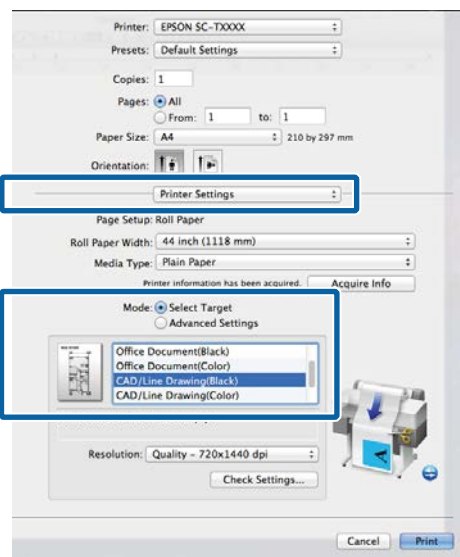 Printer: EPSON SC-TXXXX
Presets: Default Settings
Copies: 1
Pages: All
From: 1 to: 1
Paper Size: A4 210 by 297 mm
Orientation:
Printer Settings
Page Setup: Roll Paper
Roll Paper Width: 44 inch (1118 mm)
Media Type: Plain Paper
Printer information has been acquired. Acquire Info
Mode: Select Target
Advanced Settings
Office Document(Black)
Office Document(Color)
CAD/Line Drawing(Black)
CAD/Line Drawing(Color)
Resolution: Quality - 720x1440 dpi
Check Settings...
Cancel Print